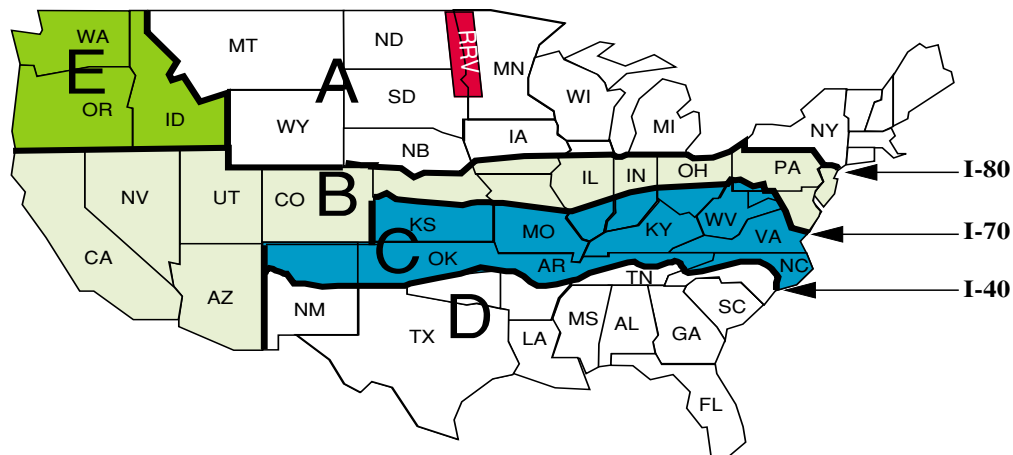 WA
E
OR
ID
MT
A
WY
ND
SD
NB
RRV
MN
WI
MI
IA
NY
I-80
NV
UT
CO
B
IL
IN
OH
PA
CA
AZ
I-70
KS
C
OK
MO
AR
KY
WV
VA
TN
NC
I-40
NM
D
TX
LA
MS
AL
GA
SC
FL